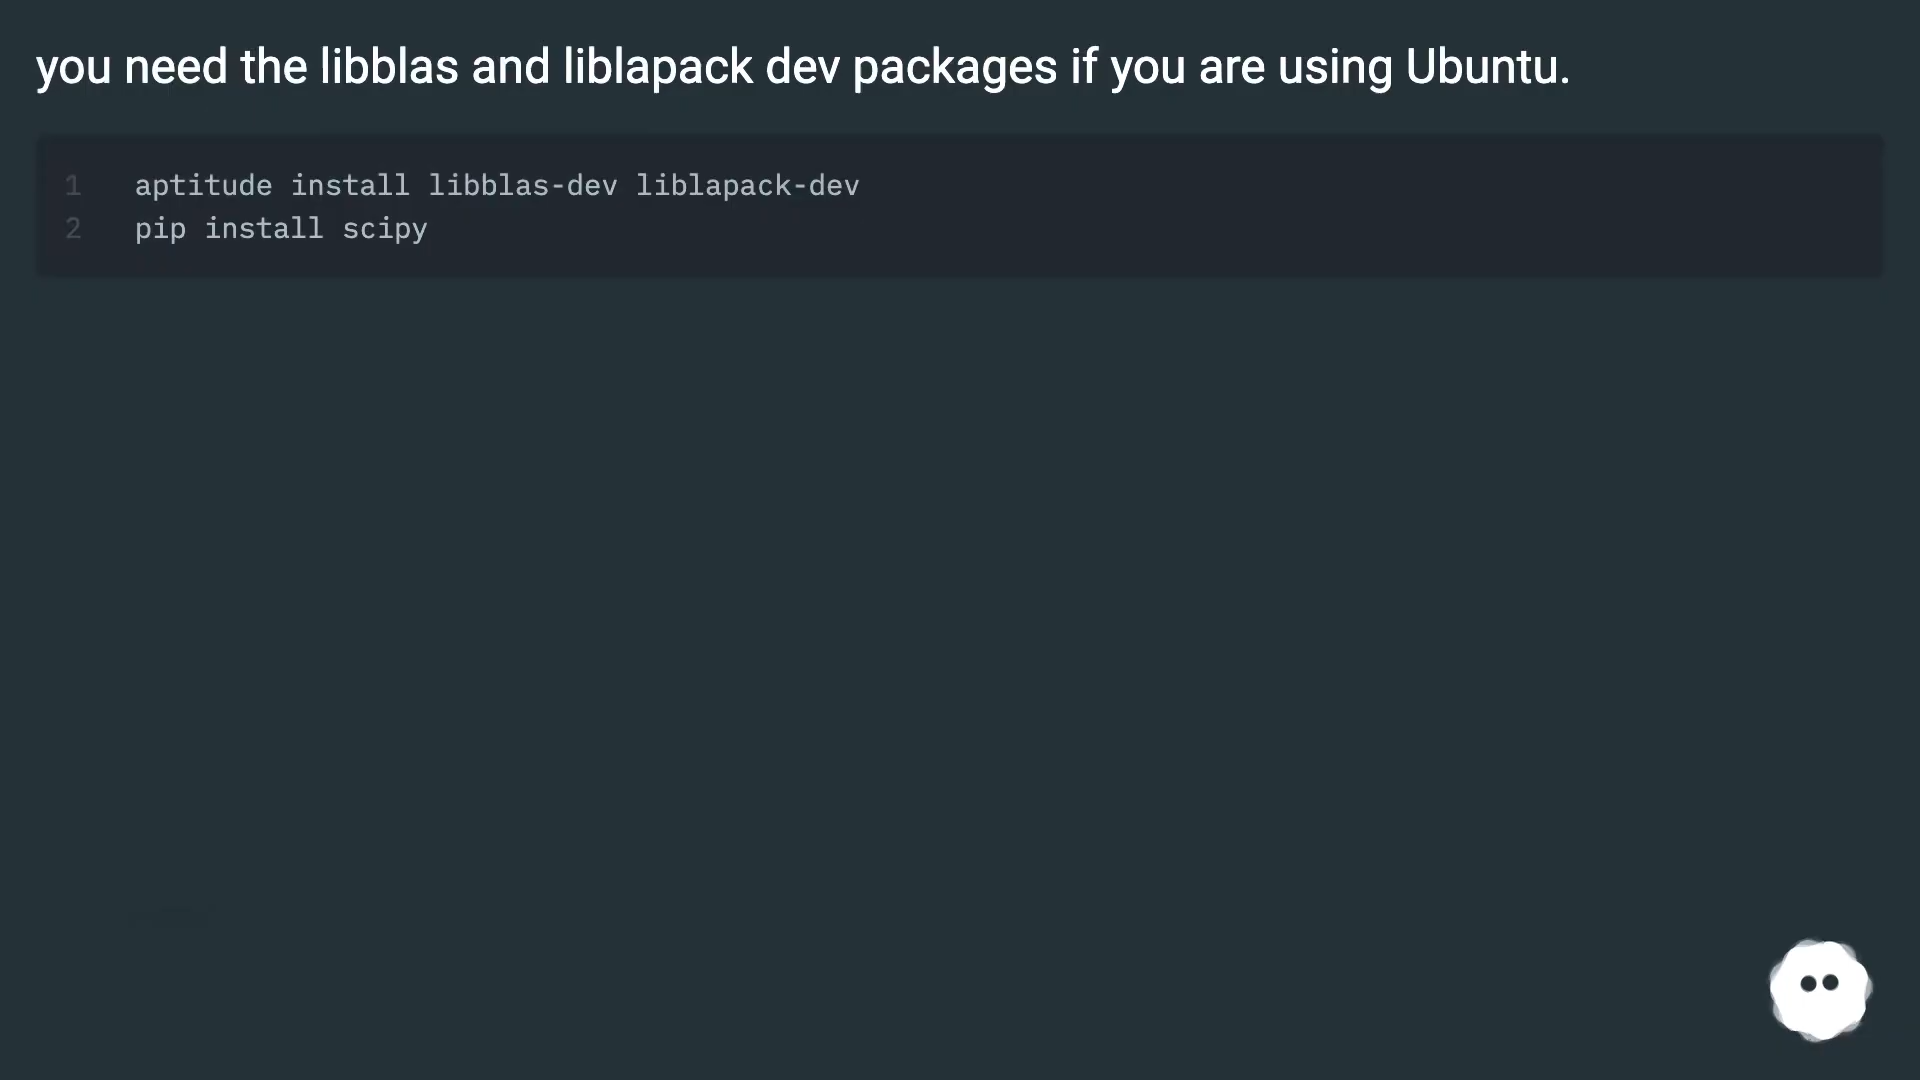 you need the libblas and liblapack dev packages if you are using Ubuntu.
1 aptitude install libblas-dev liblapack-dev
2 pip install scipy